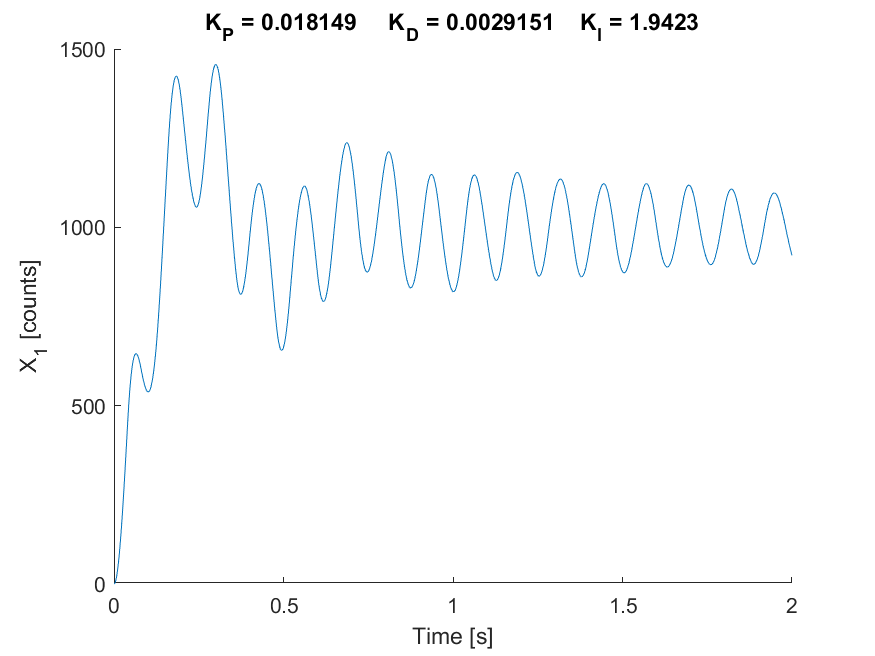 K_P = 0.018149 K_D = 0.0029151 K_I = 1.9423
1500
1000
500
0
X_1 [counts]
0 0.5 1 1.5 2
Time [s]